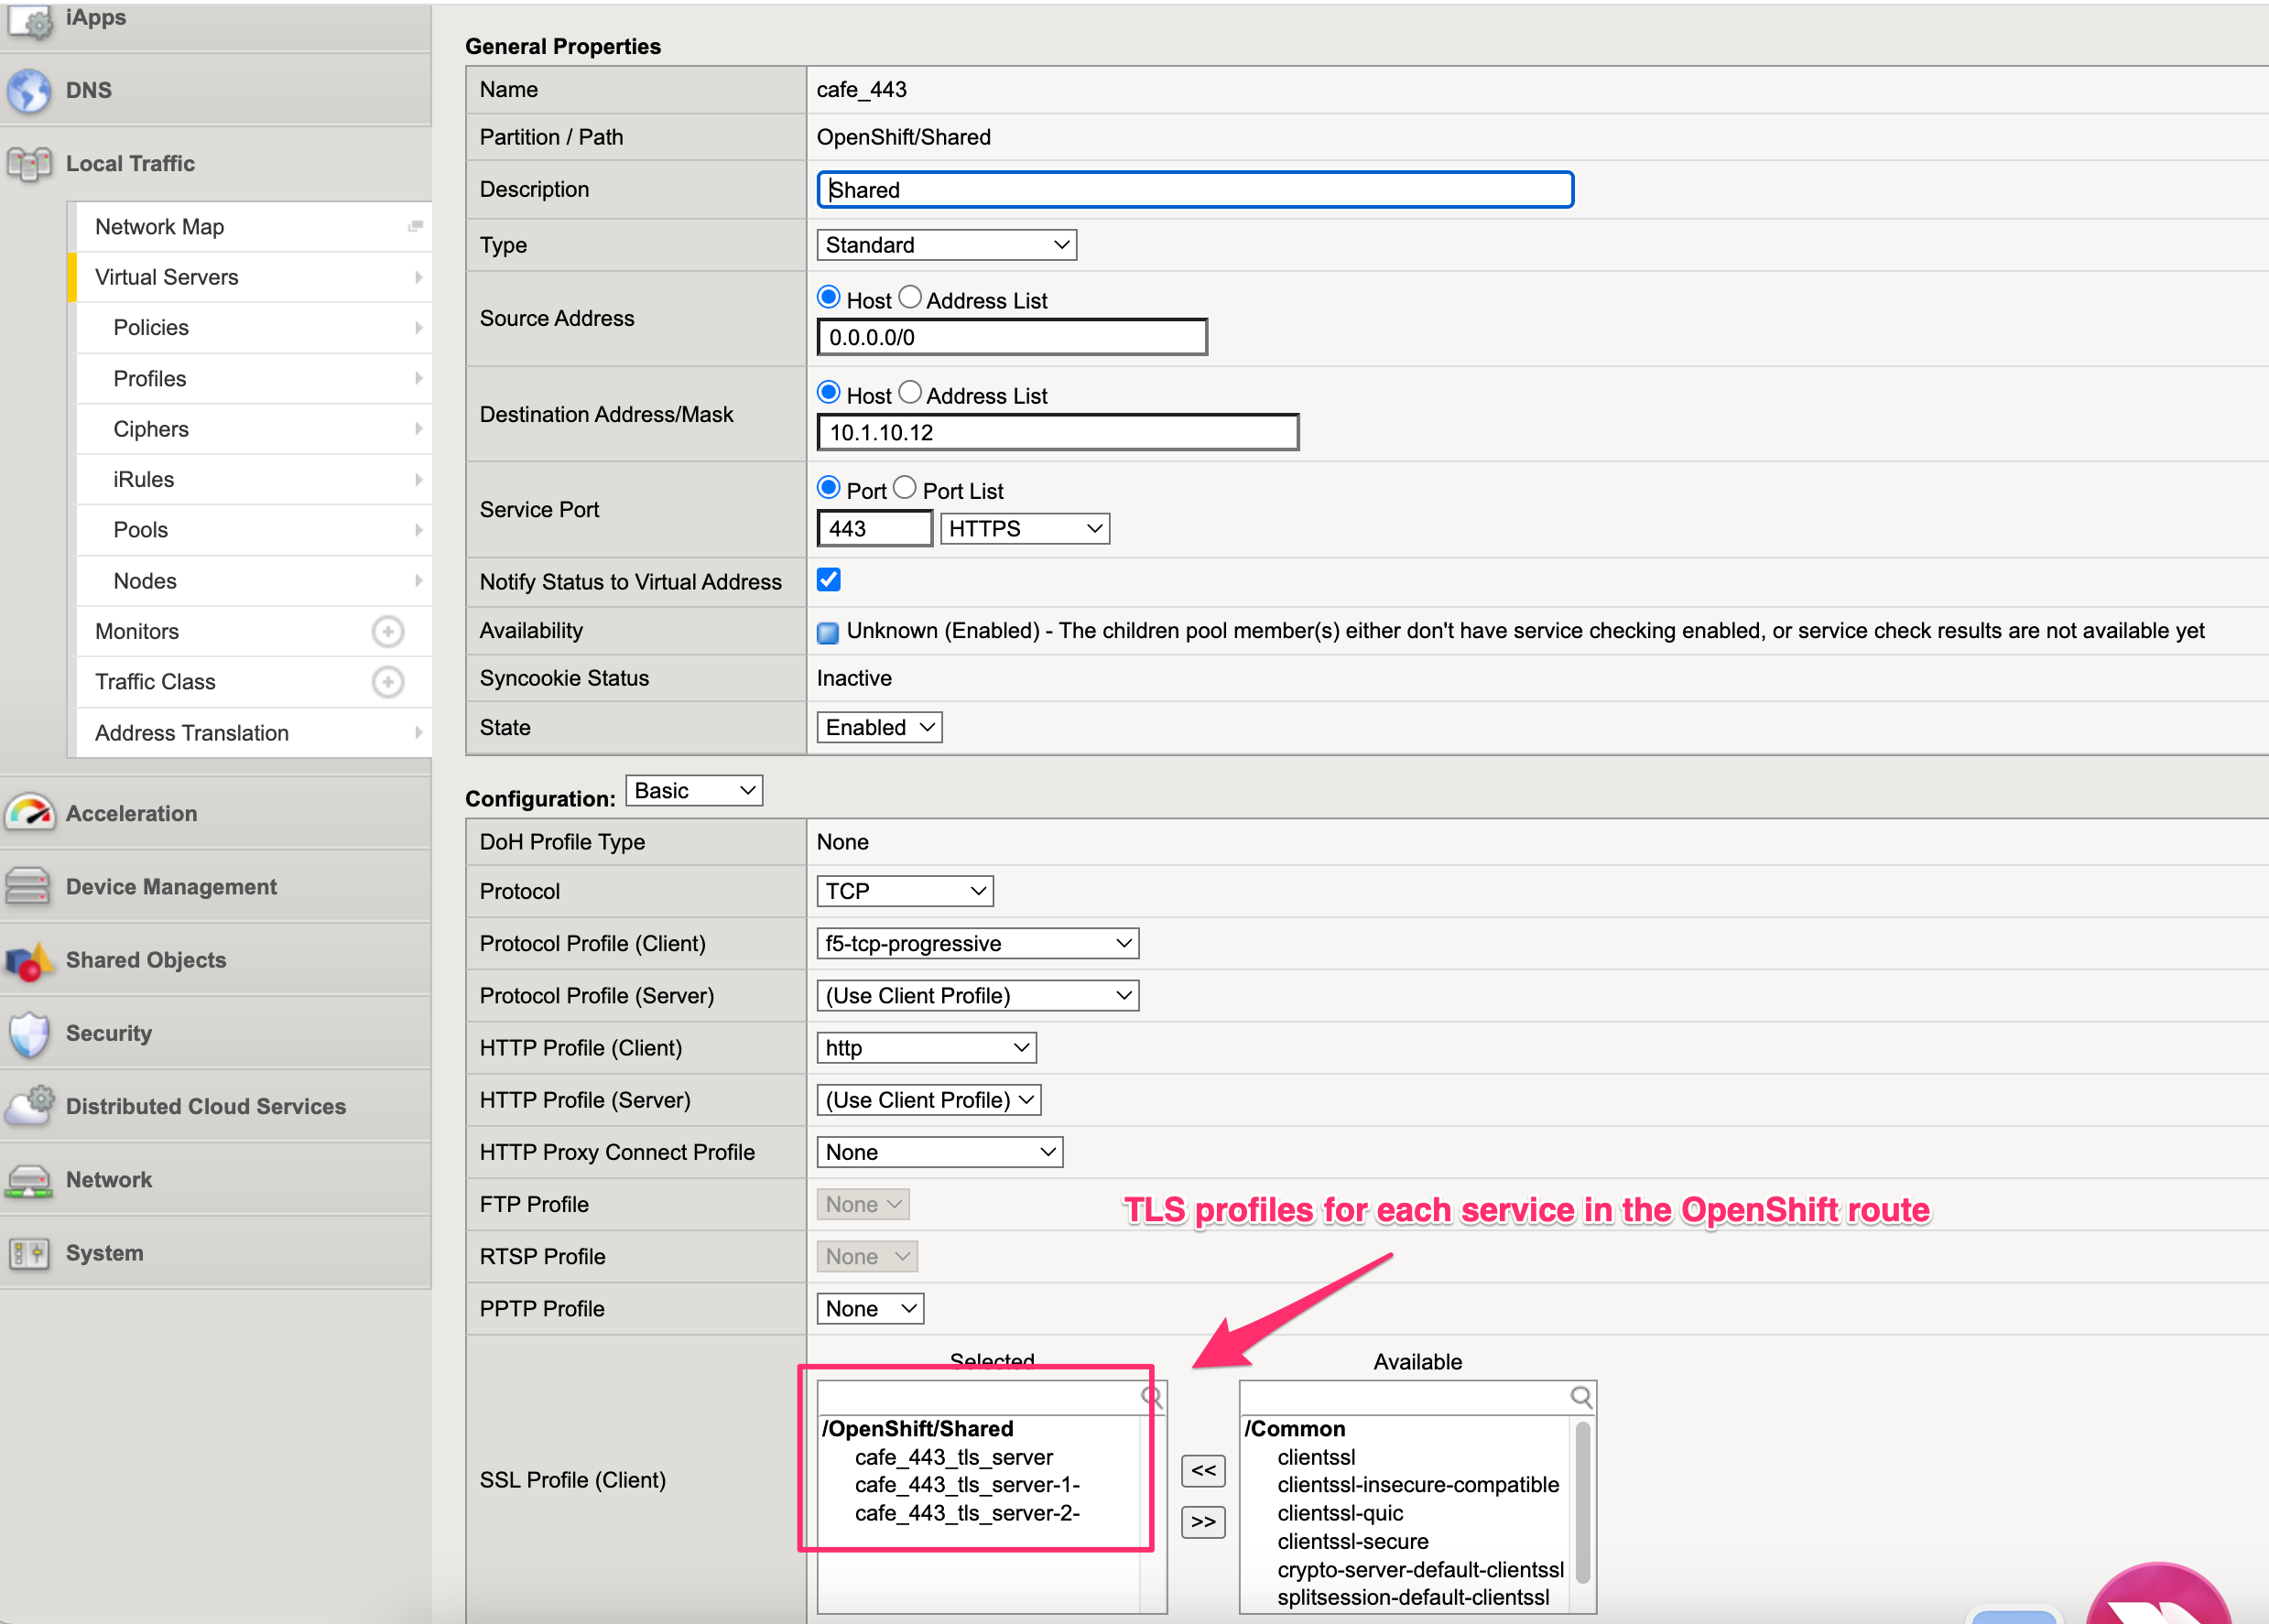 iApps
DNS
Local Traffic
Network Map
Virtual Servers
Policies
Profiles
Ciphers
iRules
Pools
Nodes
Monitors
Traffic Class
Address Translation
Acceleration
Device Management
Shared Objects
Security
Distributed Cloud Services
Network
System
General Properties
Name cafe_443
Partition / Path OpenShift/Shared
Description Shared
Type Standard
Source Address Host Address List
0.0.0.0/0
Destination Address/Mask Host Address List
10.1.10.12
Service Port Port Port List
443 HTTPS
Notify Status to Virtual Address
Availability Unknown (Enabled) - The children pool member(s) either don't have service checking enabled, or service check results are not available yet
Syncookie Status Inactive
State Enabled
Configuration: Basic
DoH Profile Type None
Protocol TCP
Protocol Profile (Client) f5-tcp-progressive
Protocol Profile (Server) (Use Client Profile)
HTTP Profile (Client) http
HTTP Profile (Server) (Use Client Profile)
HTTP Proxy Connect Profile None
FTP Profile None
TLS profiles for each service in the OpenShift route
RTSP Profile None
PPTP Profile None
SSL Profile (Client)
Selected
/OpenShift/Shared
cafe_443_tls_server
cafe_443_tls_server-1-
cafe_443_tls_server-2-
<<
>>
Available
/Common
clientssl
clientssl-insecure-compatible
clientssl-quic
clientssl-secure
crypto-server-default-clientssl
splitsession-default-clientssl